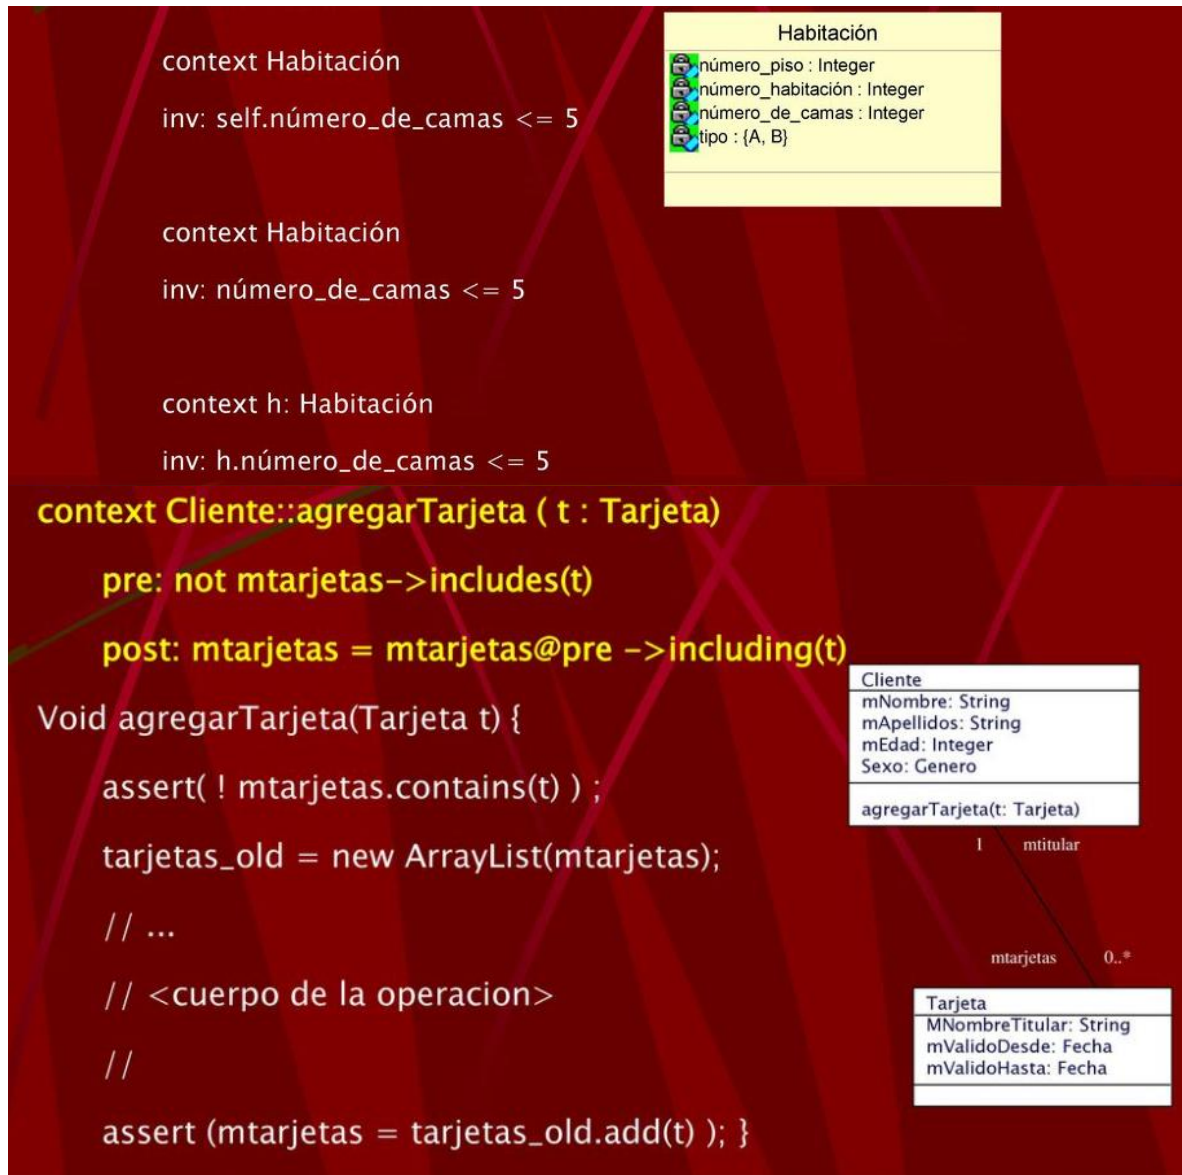 context Habitación
inv: self.número_de_camas <= 5
context Habitación
inv: número_de_camas <= 5
context h: Habitación
inv: h.número_de_camas <= 5
Habitación
número_piso : Integer
número_habitación : Integer
número_de_camas : Integer
tipo : {A, B}
context Cliente::agregarTarjeta ( t : Tarjeta)
pre: not mtarjetas->includes(t)
post: mtarjetas = mtarjetas@pre ->including(t)
Void agregarTarjeta(Tarjeta t) {
assert( ! mtarjetas.contains(t) ) ;
tarjetas_old = new ArrayList(mtarjetas);
// ...
// <cuerpo de la operacion>
//
assert (mtarjetas = tarjetas_old.add(t) ); }
Cliente
mNombre: String
mApellidos: String
mEdad: Integer
Sexo: Genero
agregarTarjeta(t: Tarjeta)
1 mtitular
mtarjetas 0..*
Tarjeta
MNombreTitular: String
mValidoDesde: Fecha
mValidoHasta: Fecha